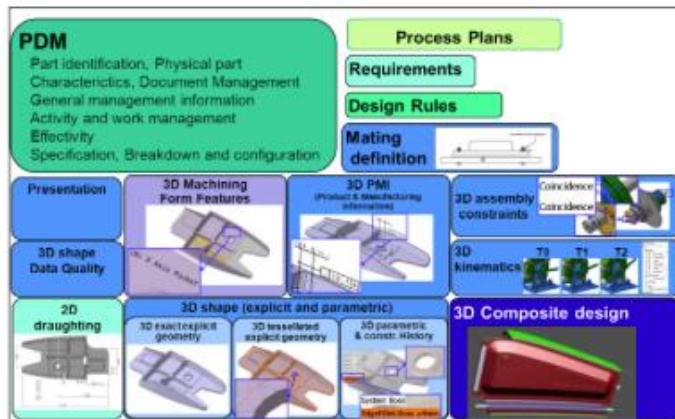 PDM
Part identification, Physical part
Characterictics, Document Management
General management information
Activity and work management
Effectivity
Specification, Breakdown and configuration
Process Plans
Requirements
Design Rules
Mating
definition
Presentation
3D Machining
Form Features
3D PMI
(Product & Manufacturing
information)
3D assembly
constraints
Coincidence
Coincidence
3D shape
Data Quality
3D
kinematics
T0 T1 T2
2D
draughting
3D shape (explicit and parametric)
3D exact explicit
geometry
3D tessellated
explicit geometry
3D parametric
& constr. History
3D Composite design